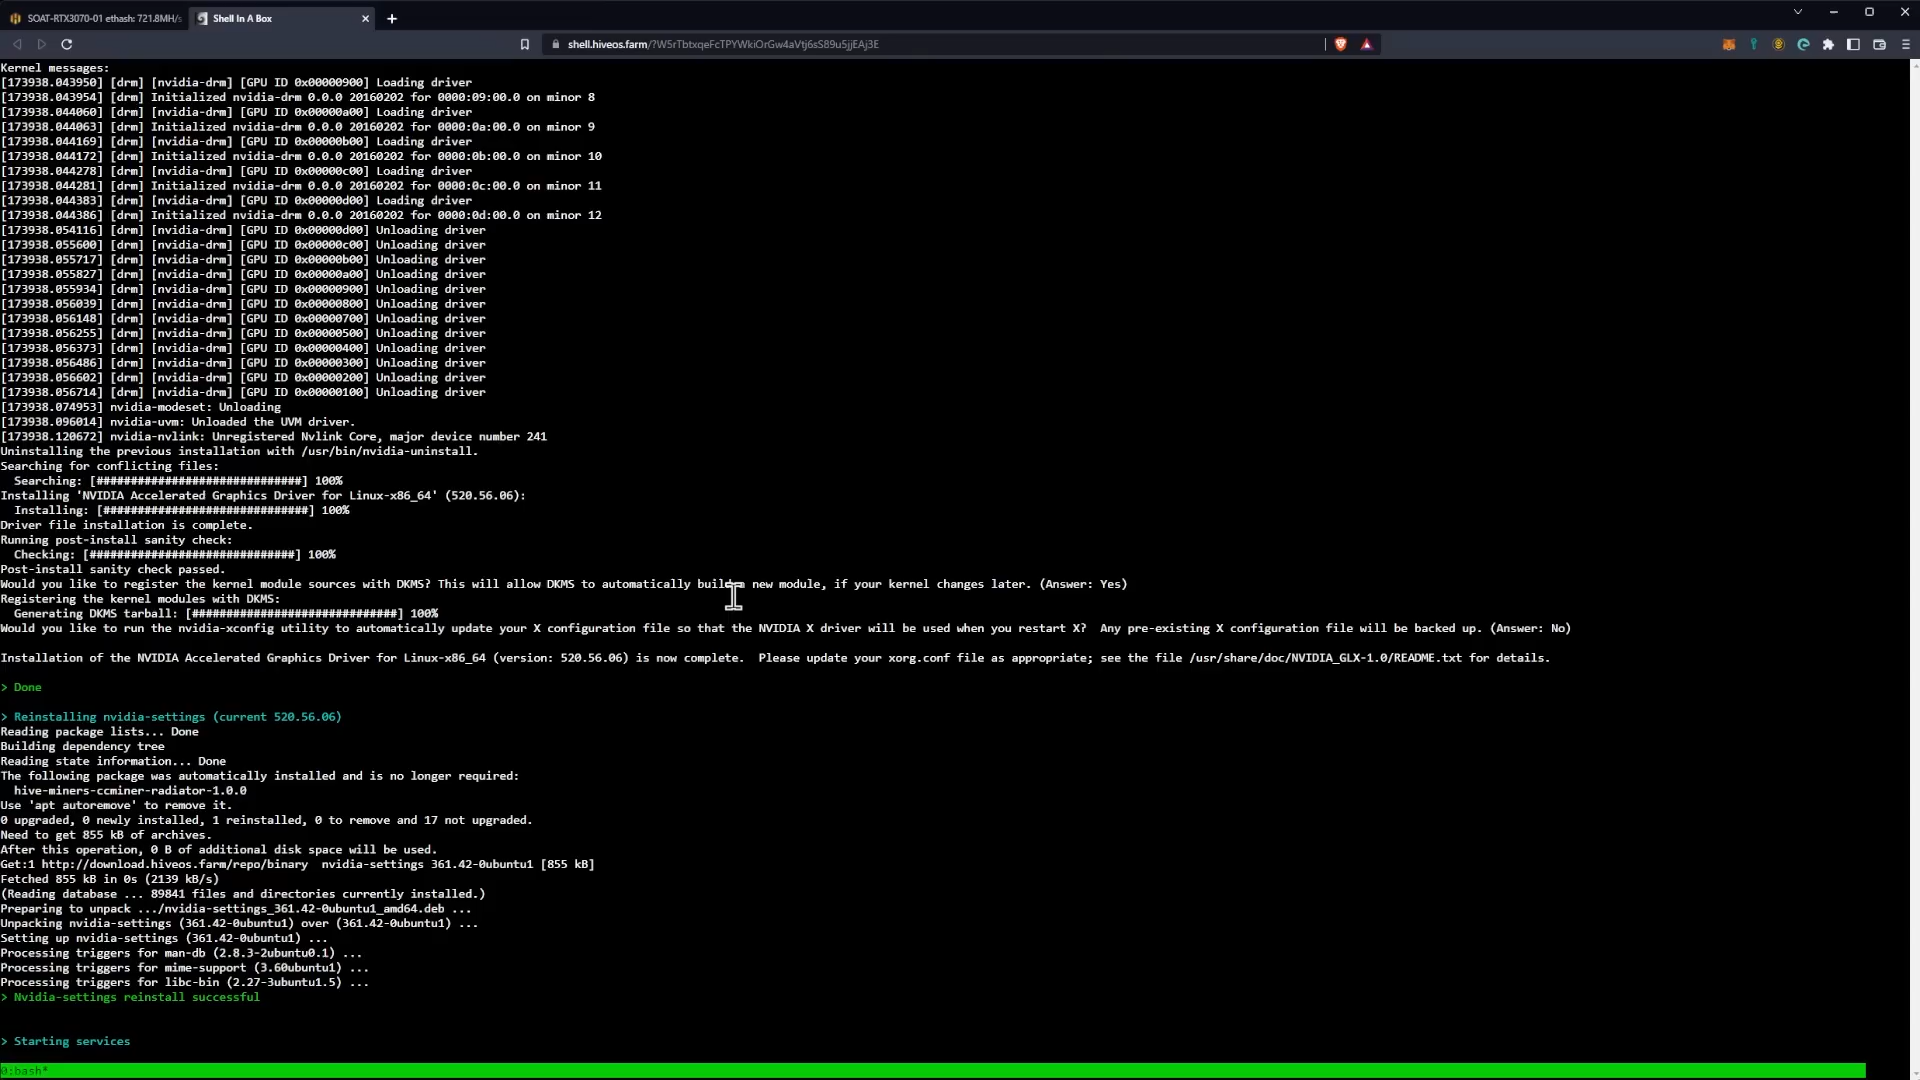 SOAT-RTX3070-01 ethash: 721.8MH/s
Shell In A Box
shell.hiveos.farm/?W5rTbtxqeFcTPYWkiOrGw4aVtj6sS89u5jjEAj3E
Kernel messages:
[173938.043950] [drm] [nvidia-drm] [GPU ID 0x00000900] Loading driver
[173938.043954] [drm] Initialized nvidia-drm 0.0.0 20160202 for 0000:09:00.0 on minor 8
[173938.044060] [drm] [nvidia-drm] [GPU ID 0x00000a00] Loading driver
[173938.044063] [drm] Initialized nvidia-drm 0.0.0 20160202 for 0000:0a:00.0 on minor 9
[173938.044169] [drm] [nvidia-drm] [GPU ID 0x00000b00] Loading driver
[173938.044172] [drm] Initialized nvidia-drm 0.0.0 20160202 for 0000:0b:00.0 on minor 10
[173938.044278] [drm] [nvidia-drm] [GPU ID 0x00000c00] Loading driver
[173938.044281] [drm] Initialized nvidia-drm 0.0.0 20160202 for 0000:0c:00.0 on minor 11
[173938.044383] [drm] [nvidia-drm] [GPU ID 0x00000d00] Loading driver
[173938.044386] [drm] Initialized nvidia-drm 0.0.0 20160202 for 0000:0d:00.0 on minor 12
[173938.054116] [drm] [nvidia-drm] [GPU ID 0x00000d00] Unloading driver
[173938.055600] [drm] [nvidia-drm] [GPU ID 0x00000c00] Unloading driver
[173938.055717] [drm] [nvidia-drm] [GPU ID 0x00000b00] Unloading driver
[173938.055827] [drm] [nvidia-drm] [GPU ID 0x00000a00] Unloading driver
[173938.055934] [drm] [nvidia-drm] [GPU ID 0x00000900] Unloading driver
[173938.056039] [drm] [nvidia-drm] [GPU ID 0x00000800] Unloading driver
[173938.056148] [drm] [nvidia-drm] [GPU ID 0x00000700] Unloading driver
[173938.056255] [drm] [nvidia-drm] [GPU ID 0x00000500] Unloading driver
[173938.056373] [drm] [nvidia-drm] [GPU ID 0x00000400] Unloading driver
[173938.056486] [drm] [nvidia-drm] [GPU ID 0x00000300] Unloading driver
[173938.056602] [drm] [nvidia-drm] [GPU ID 0x00000200] Unloading driver
[173938.056714] [drm] [nvidia-drm] [GPU ID 0x00000100] Unloading driver
[173938.074953] nvidia-modeset: Unloading
[173938.096014] nvidia-uvm: Unloaded the UVM driver.
[173938.120672] nvidia-nvlink: Unregistered Nvlink Core, major device number 241
Uninstalling the previous installation with /usr/bin/nvidia-uninstall.
Searching for conflicting files:
Searching: [##############################] 100%
Installing 'NVIDIA Accelerated Graphics Driver for Linux-x86_64' (520.56.06):
Installing: [##############################] 100%
Driver file installation is complete.
Running post-install sanity check:
Checking: [##############################] 100%
Post-install sanity check passed.
Would you like to register the kernel module sources with DKMS? This will allow DKMS to automatically build new module, if your kernel changes later. (Answer: Yes)
Registering the kernel modules with DKMS:
Generating DKMS tarball: [##############################] 100%
Would you like to run the nvidia-xconfig utility to automatically update your X configuration file so that the NVIDIA X driver will be used when you restart X?  Any pre-existing X configuration file will be backed up. (Answer: No)
Installation of the NVIDIA Accelerated Graphics Driver for Linux-x86_64 (version: 520.56.06) is now complete.  Please update your xorg.conf file as appropriate; see the file /usr/share/doc/NVIDIA_GLX-1.0/README.txt for details.
> Done
> Reinstalling nvidia-settings (current 520.56.06)
Reading package lists... Done
Building dependency tree
Reading state information... Done
The following package was automatically installed and is no longer required:
hive-miners-ccminer-radiator-1.0.0
Use 'apt autoremove' to remove it.
0 upgraded, 0 newly installed, 1 reinstalled, 0 to remove and 17 not upgraded.
Need to get 855 kB of archives.
After this operation, 0 B of additional disk space will be used.
Get:1 http://download.hiveos.farm/repo/binary  nvidia-settings 361.42-0ubuntu1 [855 kB]
Fetched 855 kB in 0s (2139 kB/s)
(Reading database ... 89841 files and directories currently installed.)
Preparing to unpack .../nvidia-settings_361.42-0ubuntu1_amd64.deb ...
Unpacking nvidia-settings (361.42-0ubuntu1) over (361.42-0ubuntu1) ...
Setting up nvidia-settings (361.42-0ubuntu1) ...
Processing triggers for man-db (2.8.3-2ubuntu0.1) ...
Processing triggers for mime-support (3.60ubuntu1) ...
Processing triggers for libc-bin (2.27-3ubuntu1.5) ...
> Nvidia-settings reinstall successful
> Starting services
0:bash*